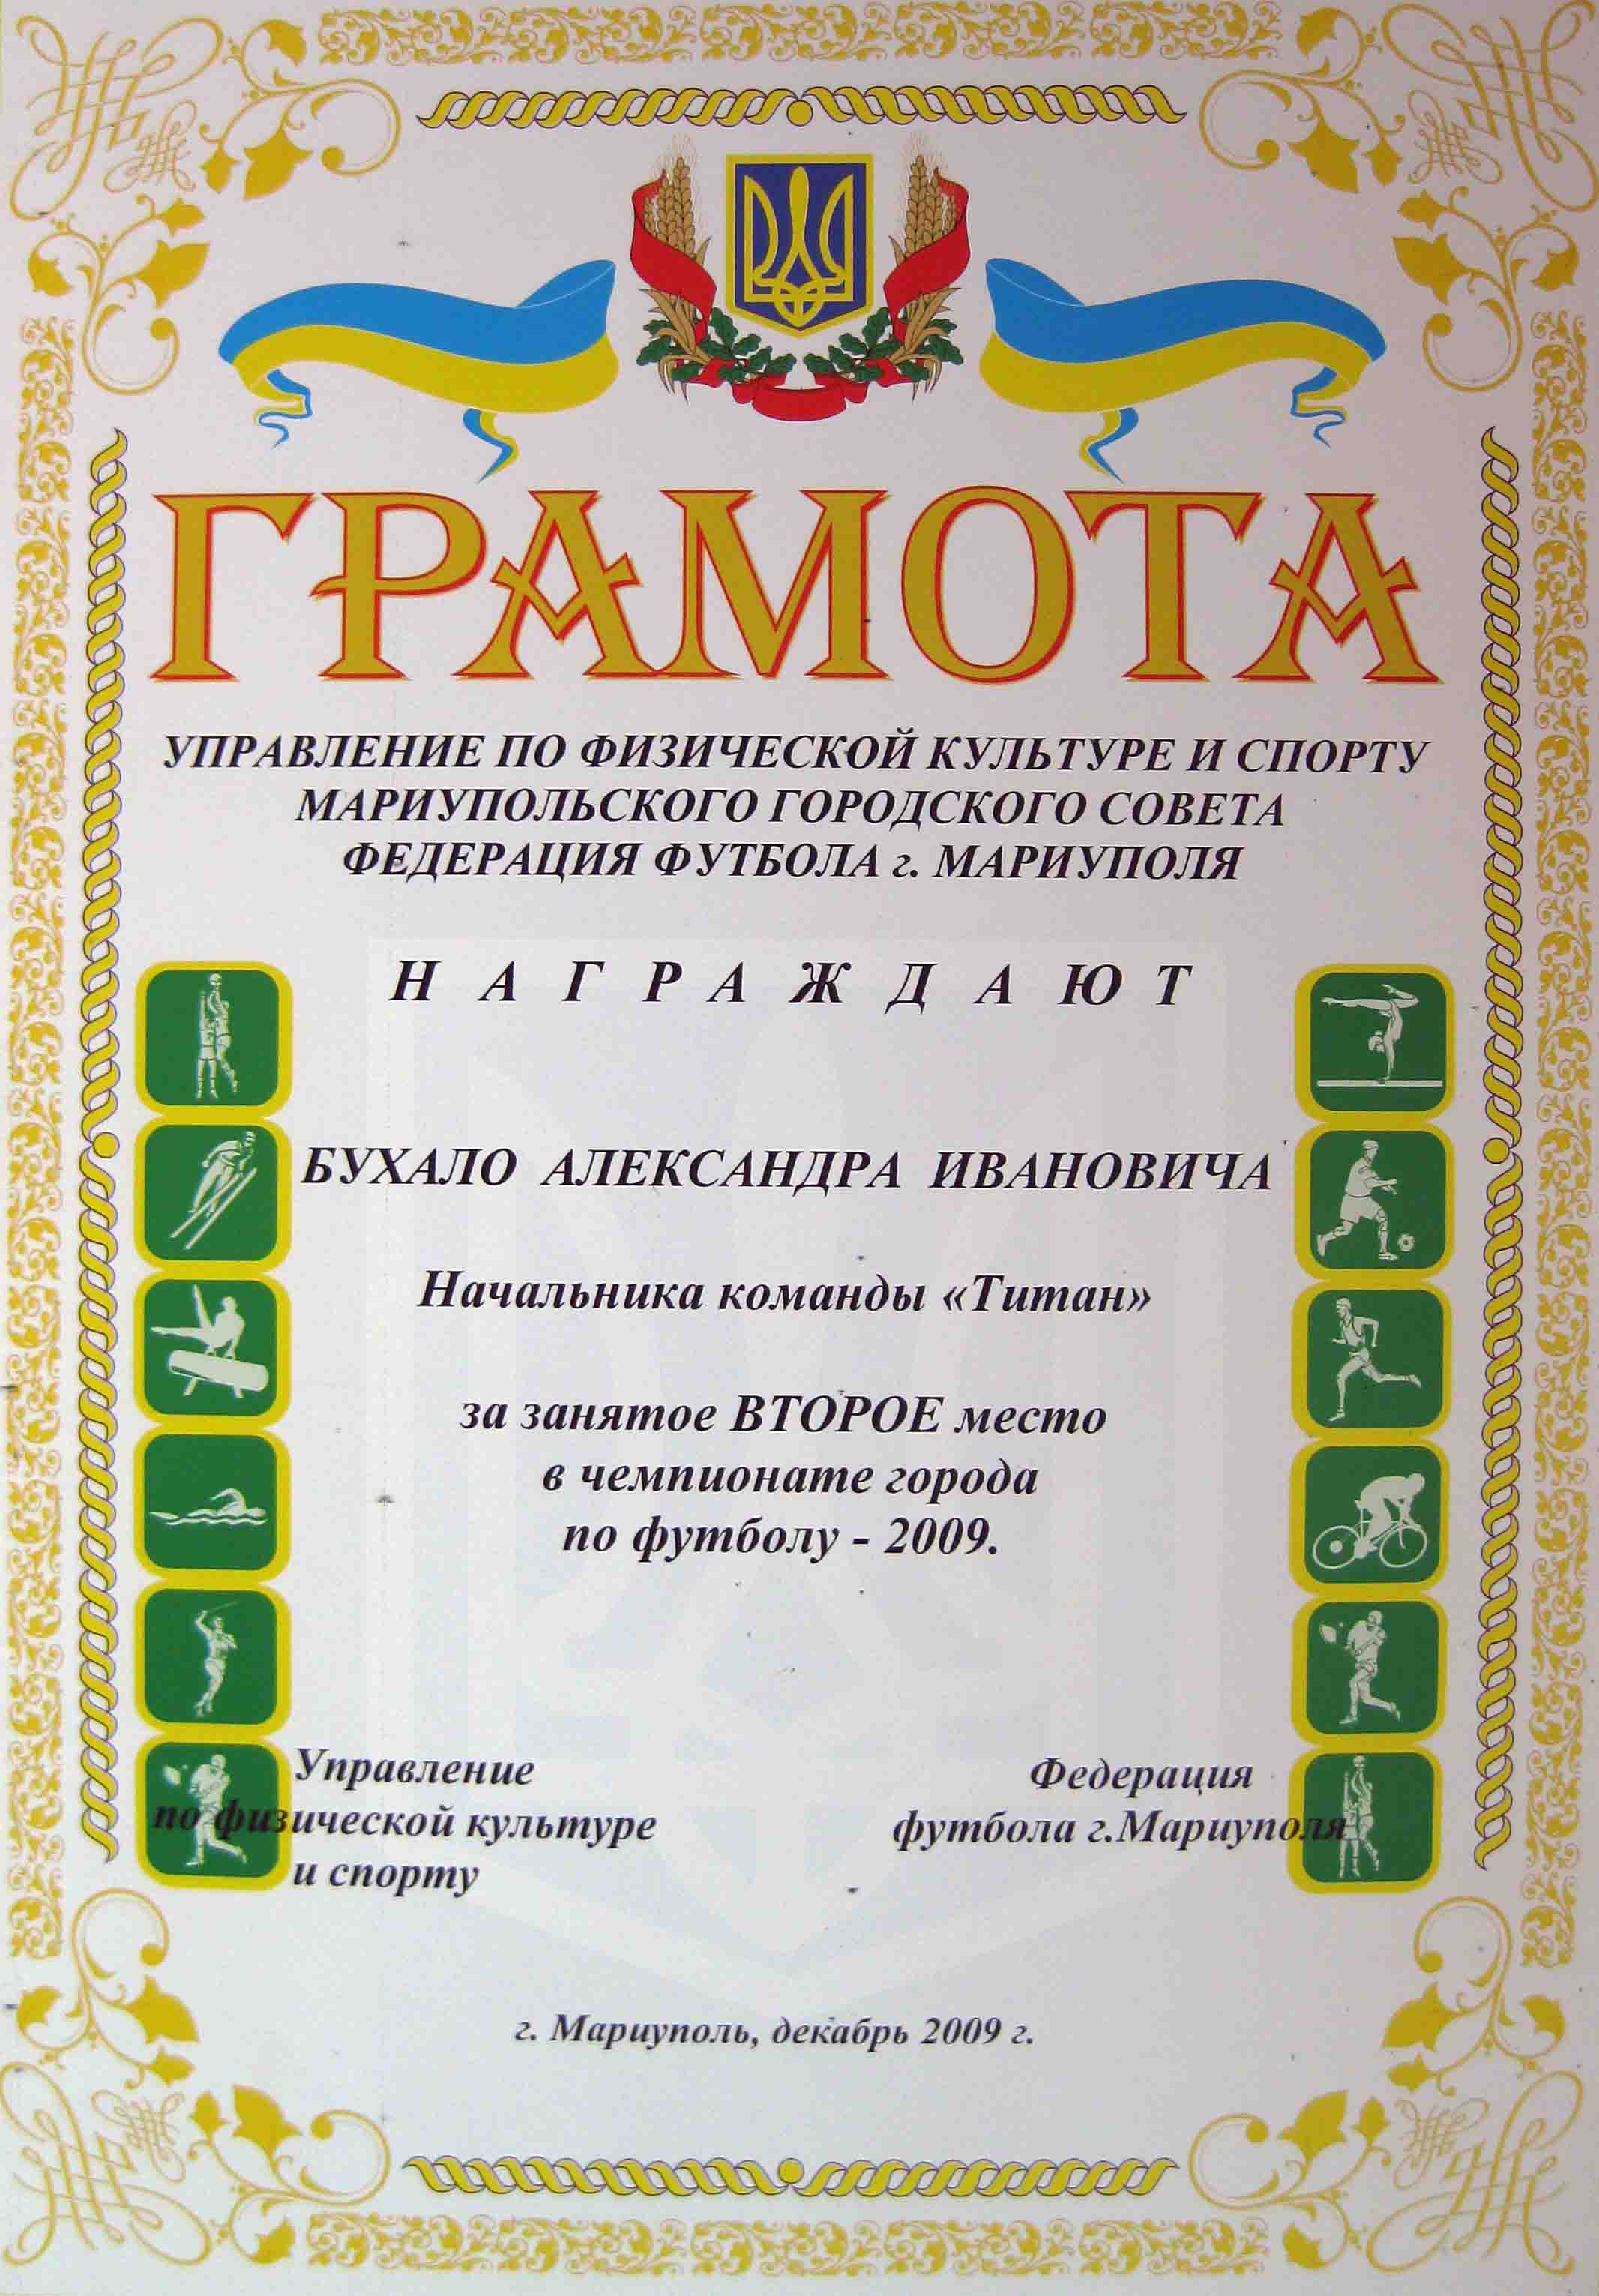 ГРАМОТА
УПРАВЛЕНИЕ ПО ФИЗИЧЕСКОЙ КУЛЬТУРЕ И СПОРТУ
МАРИУПОЛЬСКОГО ГОРОДСКОГО СОВЕТА
ФЕДЕРАЦИЯ ФУТБОЛА г. МАРИУПОЛЯ
Н А Г Р А Ж Д А Ю Т
БУХАЛО АЛЕКСАНДРА ИВАНОВИЧА
Начальника команды «Титан»
за занятое ВТОРОЕ место
в чемпионате города
по футболу - 2009.
Управление
по физической культуре
и спорту
Федерация
футбола г.Мариуполя
г. Мариуполь, декабрь 2009 г.